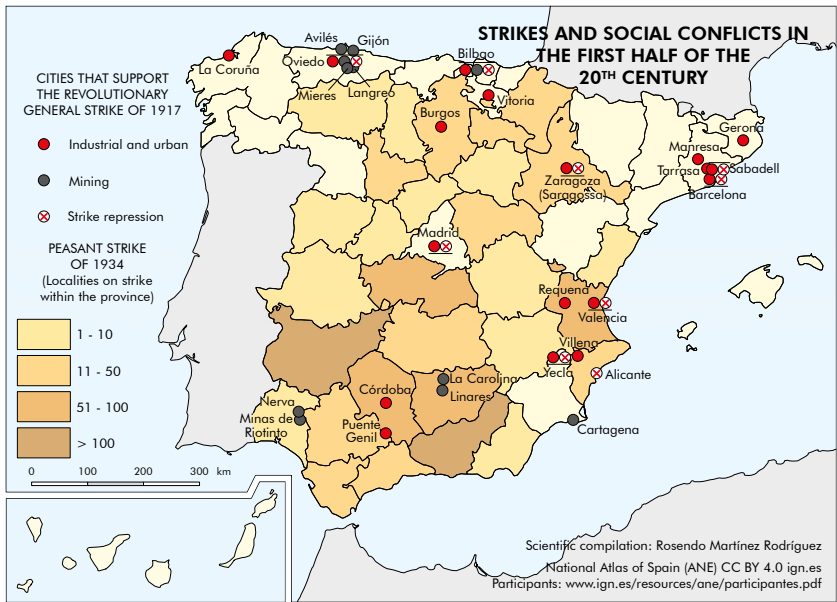 STRIKES AND SOCIAL CONFLICTS IN
THE FIRST HALF OF THE
20TH CENTURY
CITIES THAT SUPPORT
THE REVOLUTIONARY
GENERAL STRIKE OF 1917
Industrial and urban
Mining
Strike repression
PEASANT STRIKE
OF 1934
(Localities on strike
within the province)
1 - 10
11 - 50
51 - 100
> 100
0 100 200 300 km
La Coruña
Avilés
Gijón
Oviedo
Mieres
Langreo
Bilbao
Vitoria
Burgos
Zaragoza
(Saragossa)
Gerona
Manresa
Tarrasa
Sabadell
Barcelona
Madrid
Requena
Valencia
Villena
Yecla
Alicante
La Carolina
Linares
Córdoba
Puente
Genil
Nerva
Minas de
Riotinto
Cartagena
Scientific compilation: Rosendo Martínez Rodríguez
National Atlas of Spain (ANE) CC BY 4.0 ign.es
Participants: www.ign.es/resources/ane/participantes.pdf